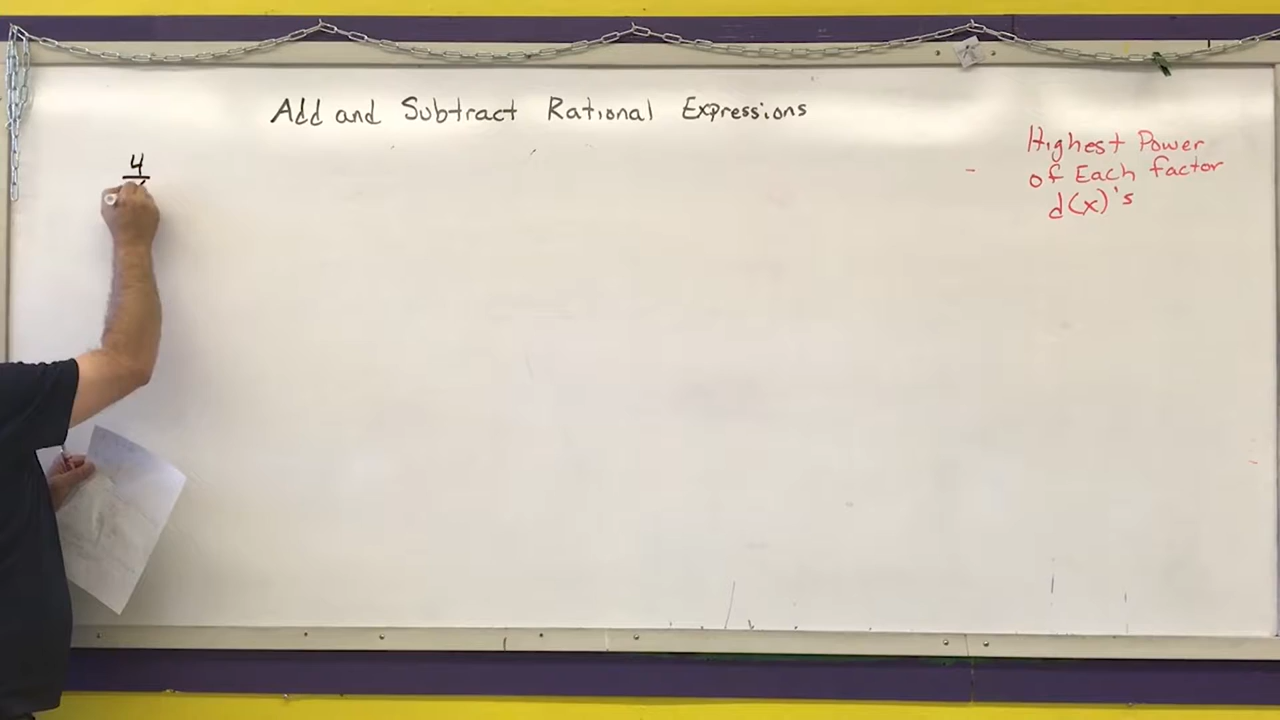 Add and Subtract Rational Expressions
Highest Power
of Each factor
d(x)'s
4